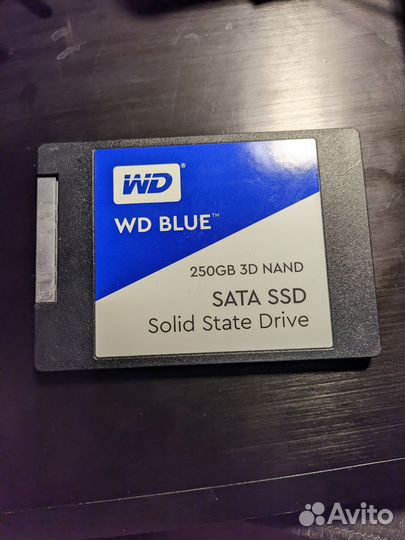 WD®
WD BLUE™
250GB 3D NAND
SATA SSD
Solid State Drive
Avito